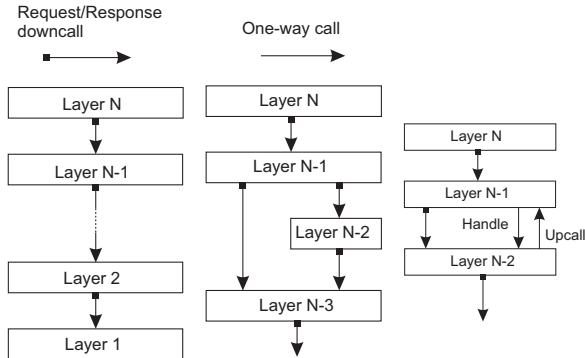 Request/Response
downcall
One-way call
Layer N
Layer N-1
Layer 2
Layer 1
Layer N
Layer N-1
Layer N-2
Layer N-3
Layer N
Layer N-1
Handle
Upcall
Layer N-2